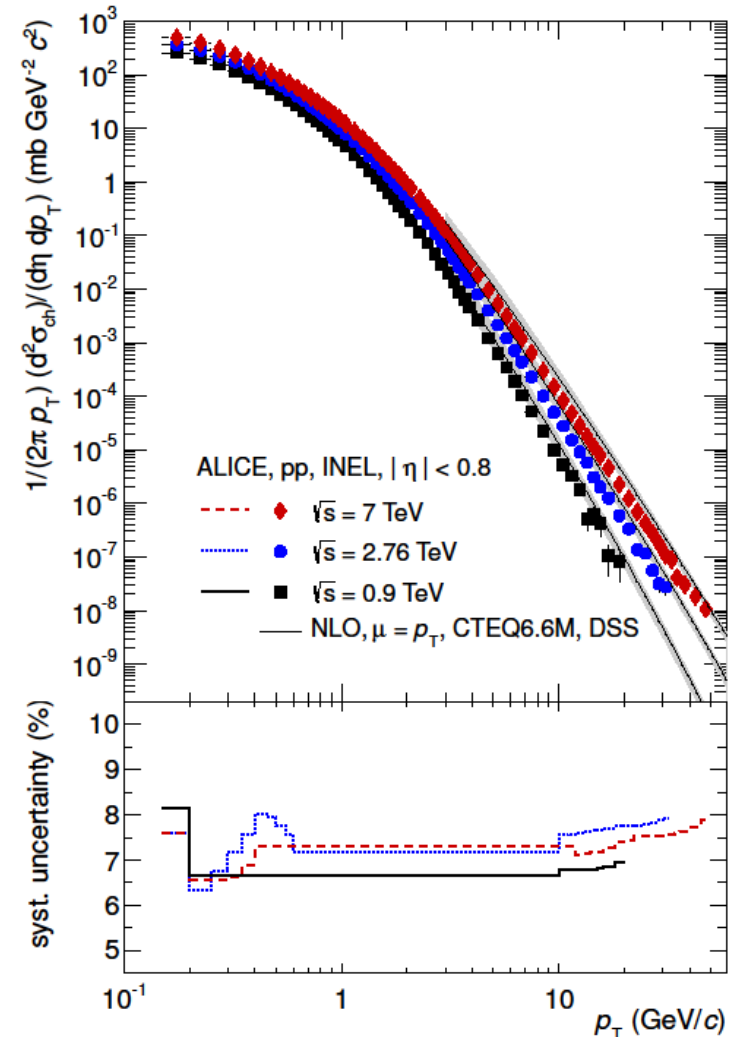 1/(2π p_T) (d²σ_ch)/(dη dp_T) (mb GeV⁻² c²)
10³
10²
10
1
10⁻¹
10⁻²
10⁻³
10⁻⁴
10⁻⁵
10⁻⁶
10⁻⁷
10⁻⁸
10⁻⁹
ALICE, pp, INEL, | η | < 0.8
√s = 7 TeV
√s = 2.76 TeV
√s = 0.9 TeV
NLO, μ = p_T, CTEQ6.6M, DSS
syst. uncertainty (%)
10
9
8
7
6
5
10⁻¹ 1 10
p_T (GeV/c)